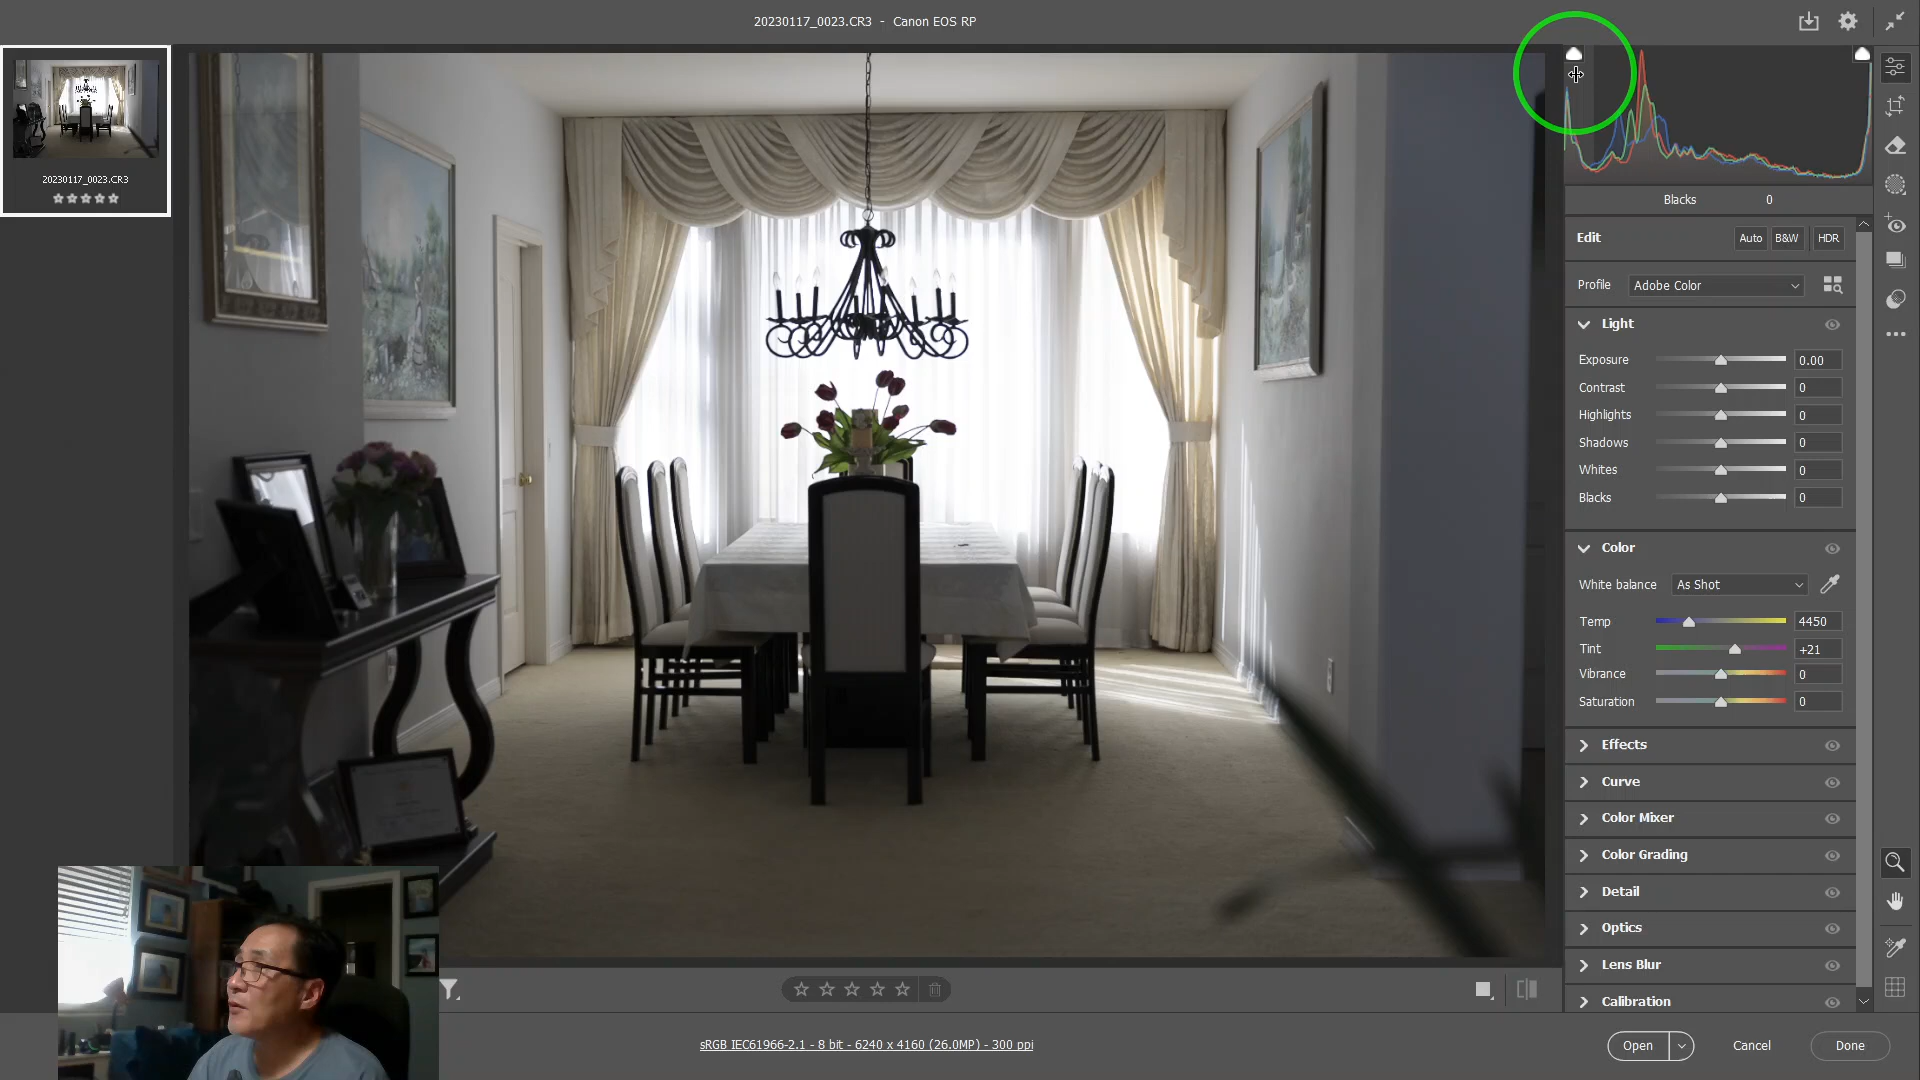 20230117_0023.CR3 - Canon EOS RP
20230117_0023.CR3
Blacks 0
Edit Auto B&W HDR
Profile Adobe Color
Light
Exposure 0.00
Contrast 0
Highlights 0
Shadows 0
Whites 0
Blacks 0
Color
White balance As Shot
Temp 4450
Tint +21
Vibrance 0
Saturation 0
Effects
Curve
Color Mixer
Color Grading
Detail
Optics
Lens Blur
Calibration
sRGB IEC61966-2.1 - 8 bit - 6240 x 4160 (26.0MP) - 300 ppi
Open Cancel Done